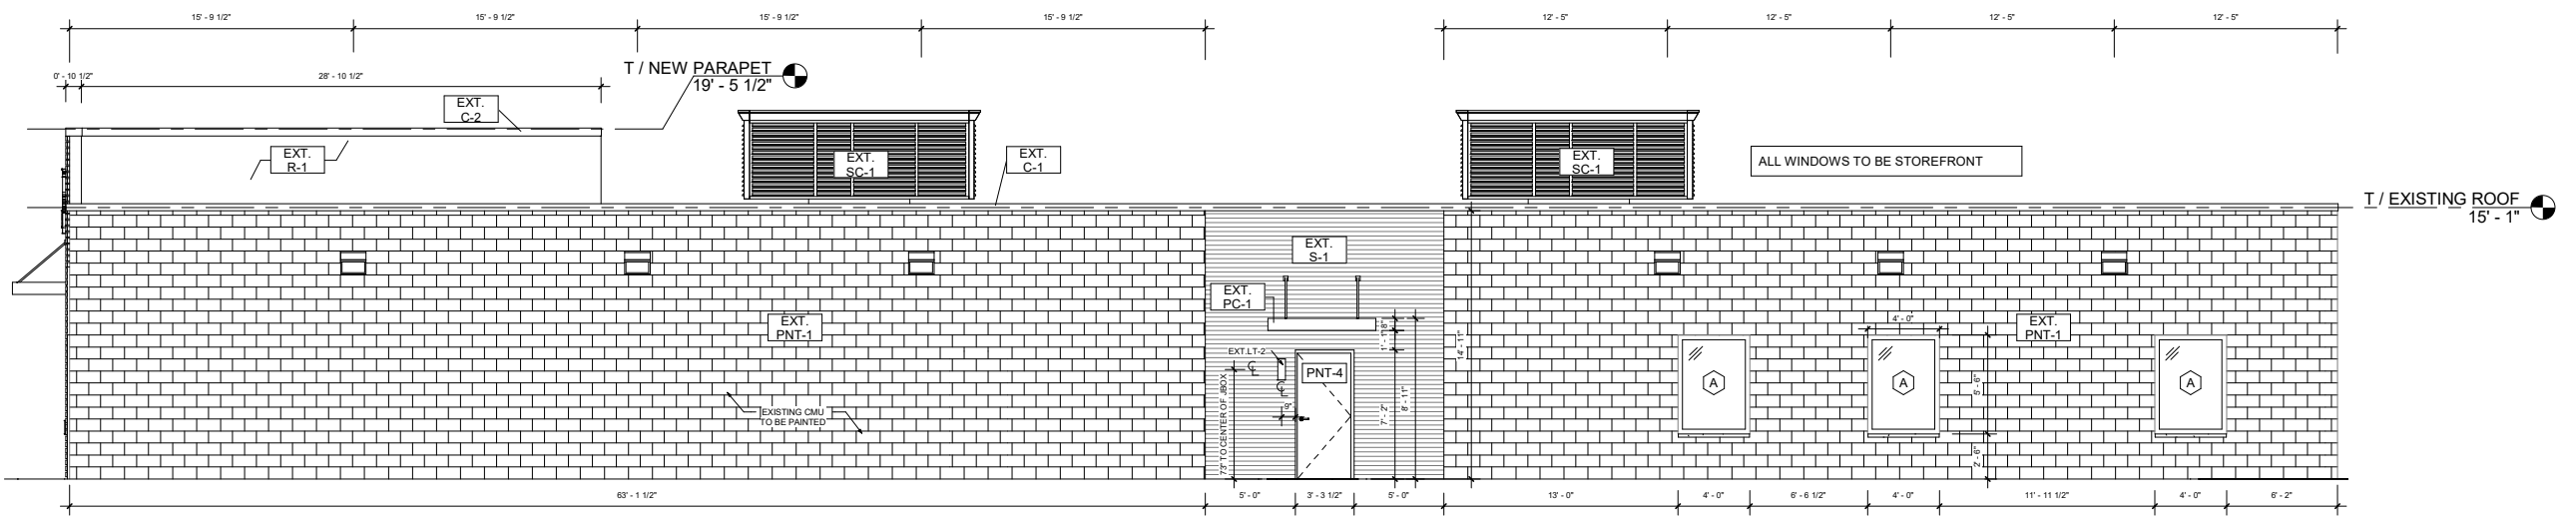 15' - 9 1/2"
15' - 9 1/2"
15' - 9 1/2"
15' - 9 1/2"
12' - 5"
12' - 5"
12' - 5"
12' - 5"
0' - 10 1/2"
28' - 10 1/2"
T / NEW PARAPET
19' - 5 1/2"
EXT.
C-2
EXT.
R-1
EXT.
SC-1
EXT.
C-1
EXT.
SC-1
ALL WINDOWS TO BE STOREFRONT
T / EXISTING ROOF
15' - 1"
EXT.
S-1
EXT.
PC-1
EXT.
PNT-1
EXT.
PNT-1
4' - 0"
1' - 1"
8"
14' - 1"
EXT.LT-2
PNT-4
A
A
A
73" TO CENTER OF JBOX
9"
7' - 2"
8' - 11"
5' - 6"
2' - 6"
EXISTING CMU
TO BE PAINTED
63' - 1 1/2"
5' - 0"
3' - 3 1/2"
5' - 0"
13' - 0"
4' - 0"
6' - 6 1/2"
4' - 0"
11' - 11 1/2"
4' - 0"
6' - 2"